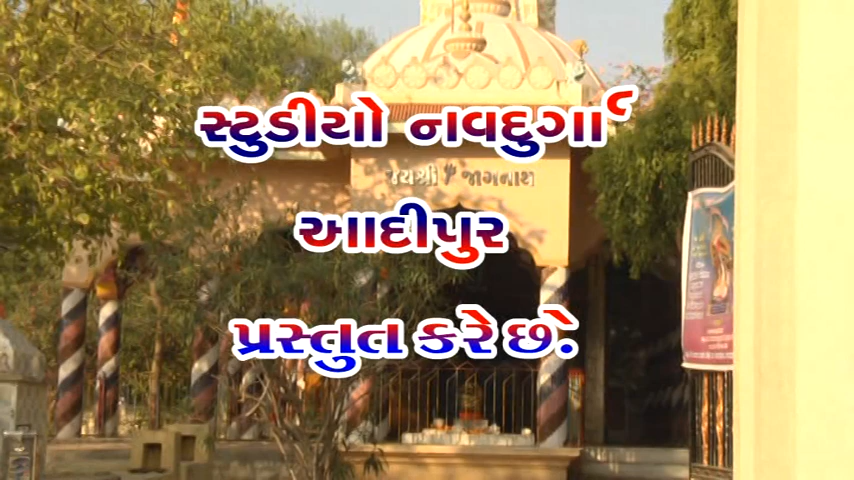 સ્ટુડીયો નવદુર્ગા
જયશ્રી જાગનાથ
આદીપુર
પ્રસ્તુત કરે છે.